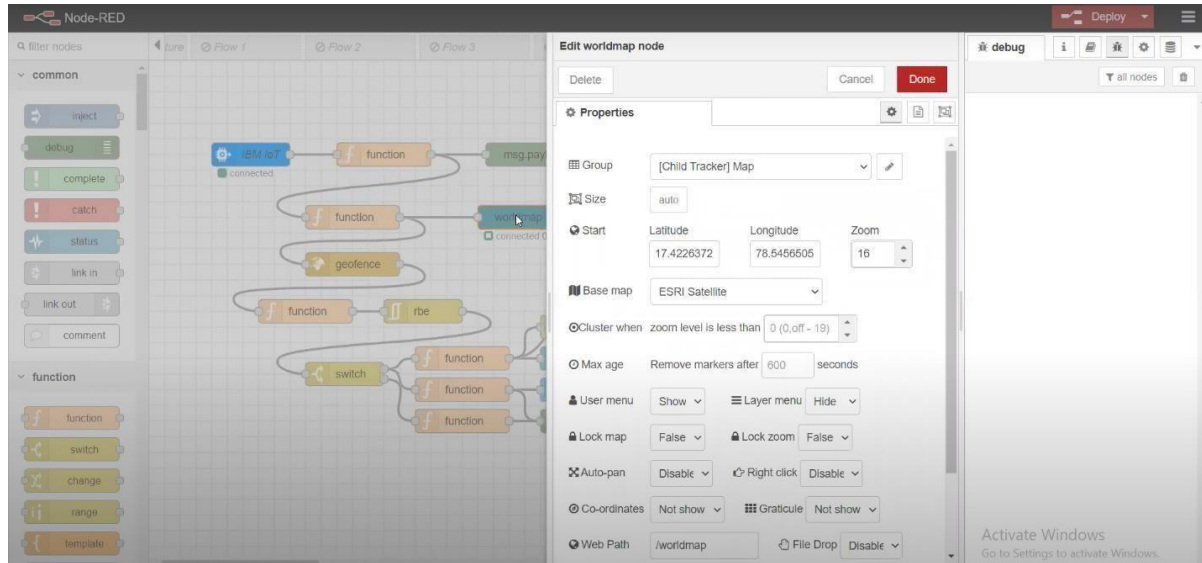 Node-RED
Deploy
filter nodes
Flow 1
Flow 2
Flow 3
common
inject
debug
complete
catch
status
link in
link out
comment
function
function
switch
change
range
template
IBM IoT
connected
function
msg.pay
function
worldmap
connected
geofence
function
rbe
switch
function
function
function
Edit worldmap node
Delete
Cancel
Done
Properties
Group
[Child Tracker] Map
Size
auto
Start
Latitude
Longitude
Zoom
17.4226372
78.5456505
16
Base map
ESRI Satellite
Cluster when zoom level is less than 0 (0,off - 19)
Max age Remove markers after 600 seconds
User menu Show Layer menu Hide
Lock map False Lock zoom False
Auto-pan Disable Right click Disable
Co-ordinates Not show Graticule Not show
Web Path /worldmap File Drop Disable
debug
i
all nodes
Activate Windows
Go to Settings to activate Windows.